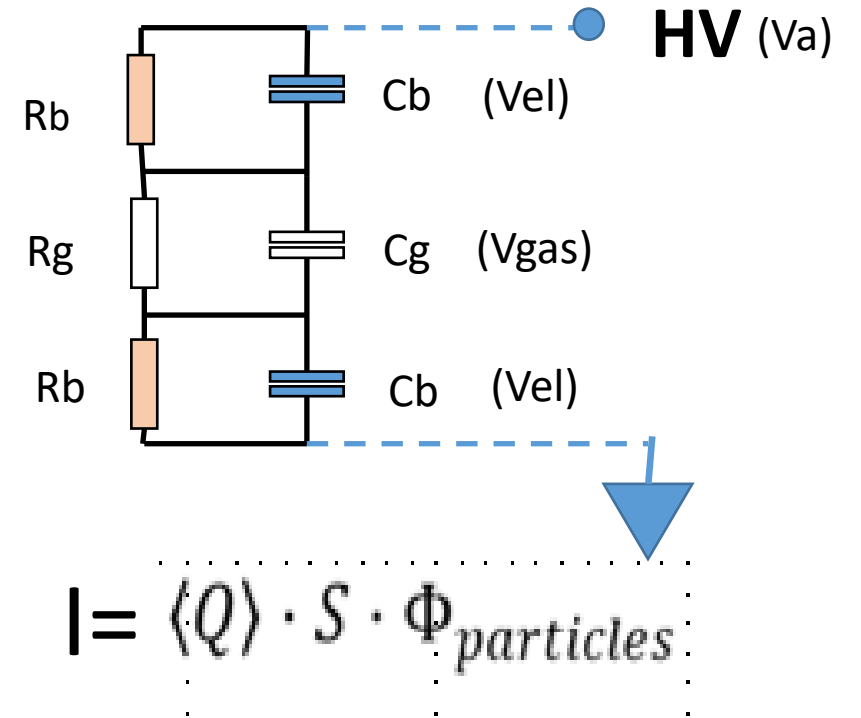 HV (Va)
Rb Cb (Vel)
Rg Cg (Vgas)
Rb Cb (Vel)
I= ⟨Q⟩ · S · Φparticles